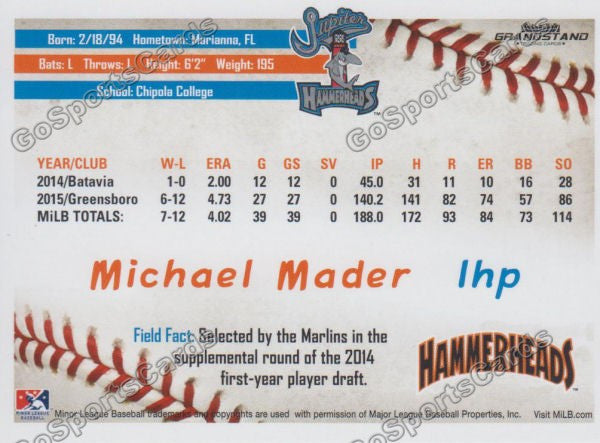 Born: 2/18/94 Hometown: Marianna, FL
Bats: L Throws: L Height: 6'2" Weight: 195
School: Chipola College
Jupiter
HAMMERHEADS
GRANDSTAND
TRADING CARDS
YEAR/CLUB W-L ERA G GS SV IP H R ER BB SO
2014/Batavia 1-0 2.00 12 12 0 45.0 31 11 10 16 28
2015/Greensboro 6-12 4.73 27 27 0 140.2 141 82 74 57 86
MiLB TOTALS: 7-12 4.02 39 39 0 188.0 172 93 84 73 114
Michael Mader lhp
Field Fact: Selected by the Marlins in the
supplemental round of the 2014
first-year player draft.
HAMMERHEADS
MINOR LEAGUE
BASEBALL
Minor League Baseball trademarks and copyrights are used with permission of Major League Baseball Properties, Inc. Visit MiLB.com
GoSportsCards
GoSportsCards
GoSportsCards
GoSportsCards